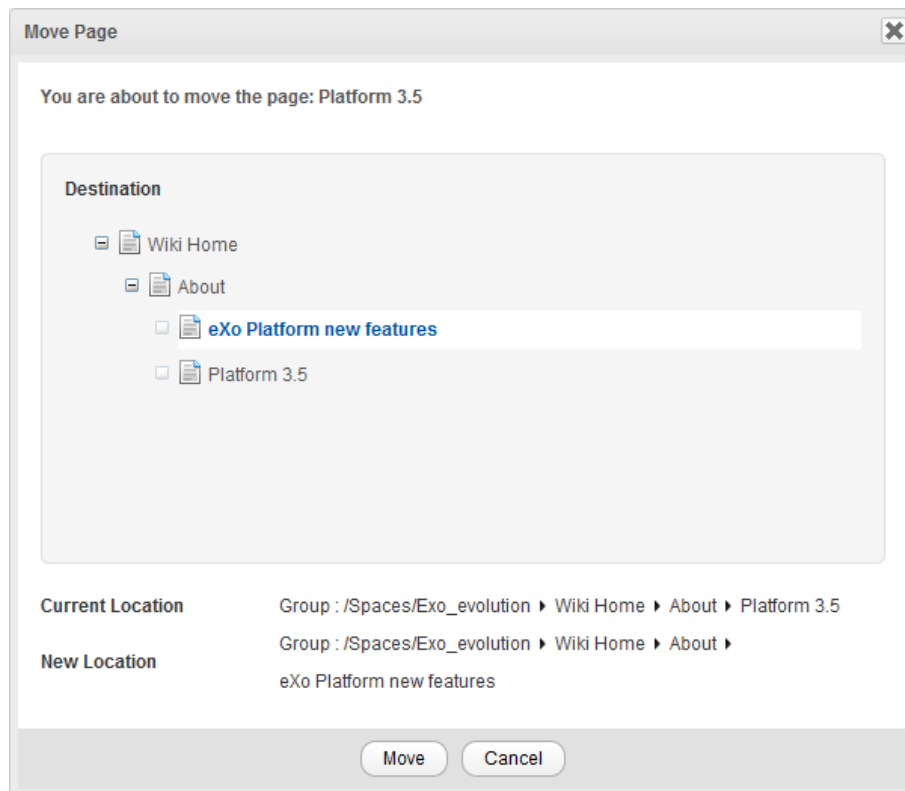 Move Page
You are about to move the page: Platform 3.5
Destination
Wiki Home
About
eXo Platform new features
Platform 3.5
Current Location Group : /Spaces/Exo_evolution ▸ Wiki Home ▸ About ▸ Platform 3.5
New Location Group : /Spaces/Exo_evolution ▸ Wiki Home ▸ About ▸
eXo Platform new features
Move Cancel